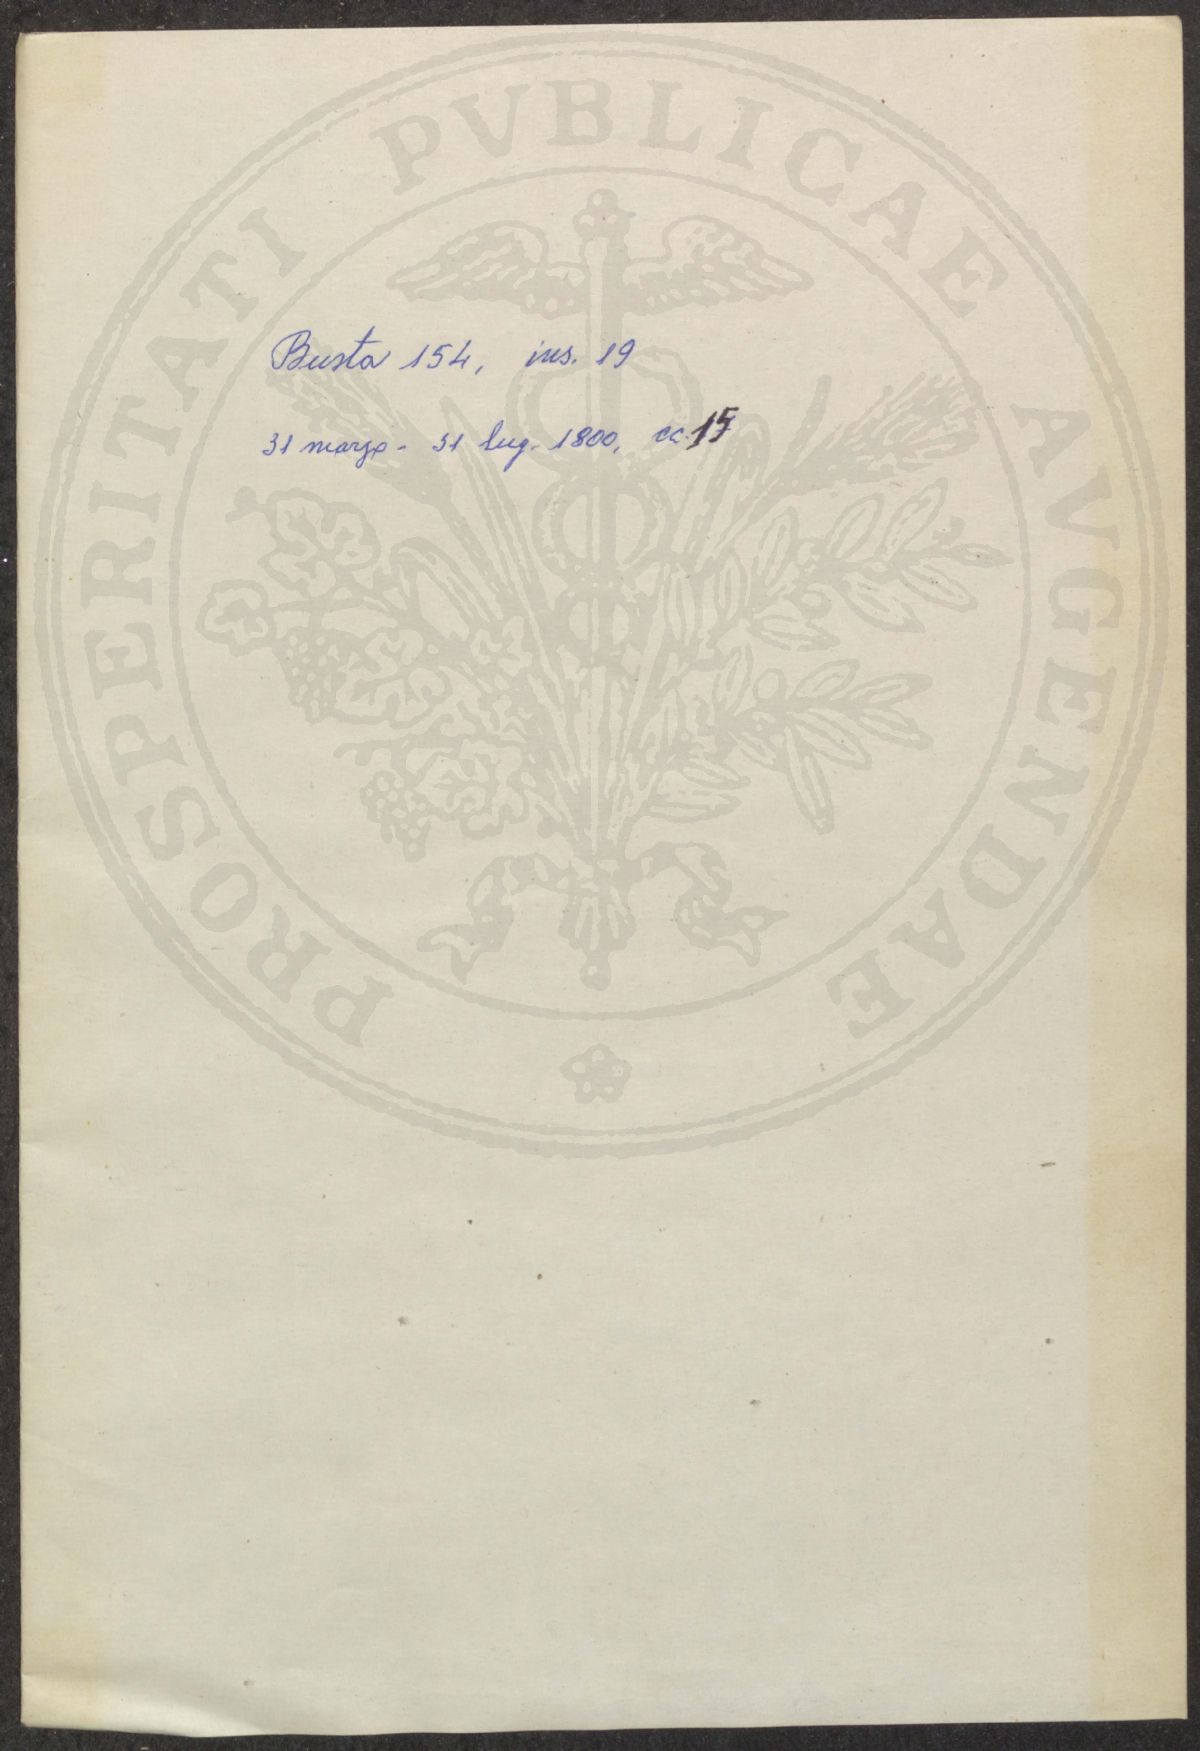 Busta 154, ins. 19
31 marzo - 31 lug. 1800, cc. 15
PROSPERITATI PVBLICAE AVGENDAE